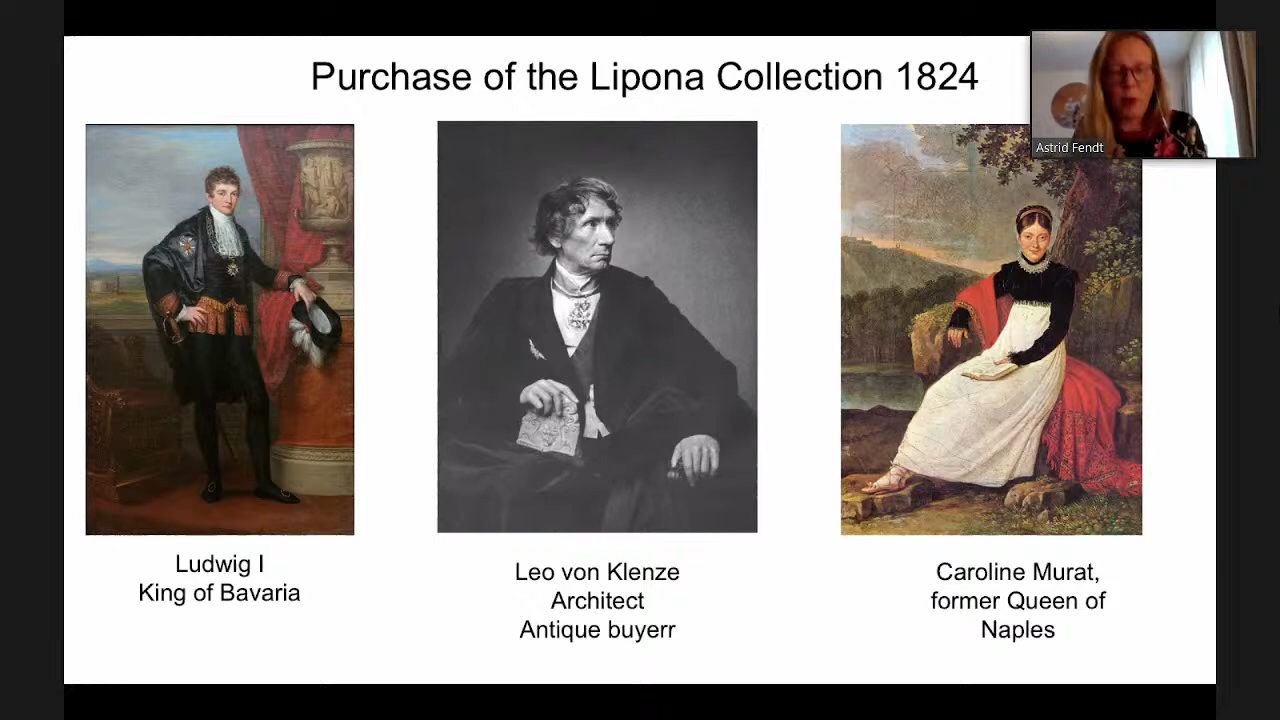 Purchase of the Lipona Collection 1824
Astrid Fendt
Ludwig I
King of Bavaria
Leo von Klenze
Architect
Antique buyerr
Caroline Murat,
former Queen of
Naples